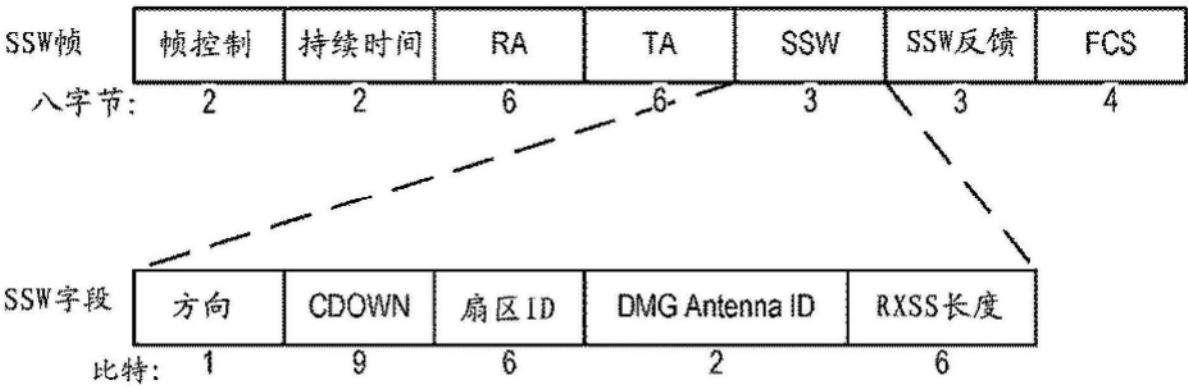 SSW帧 帧控制 持续时间 RA TA SSW SSW反馈 FCS
八字节: 2 2 6 6 3 3 4
SSW字段 方向 CDOWN 扇区ID DMG Antenna ID RXSS长度
比特: 1 9 6 2 6